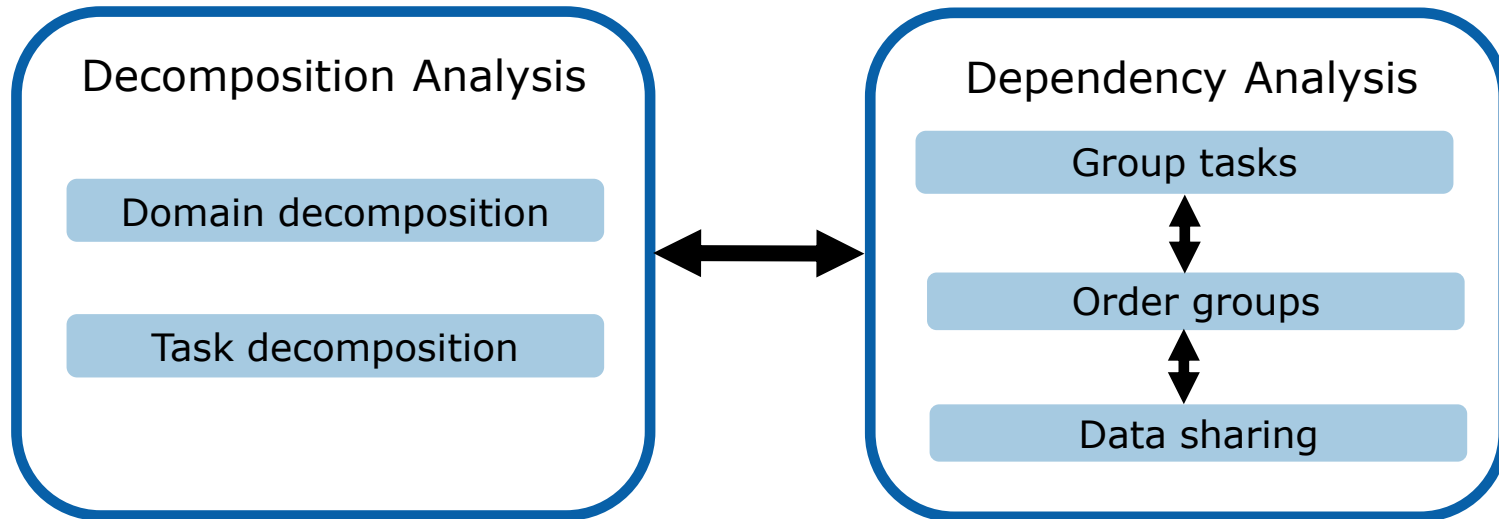 Decomposition Analysis
Domain decomposition
Task decomposition
Dependency Analysis
Group tasks
Order groups
Data sharing